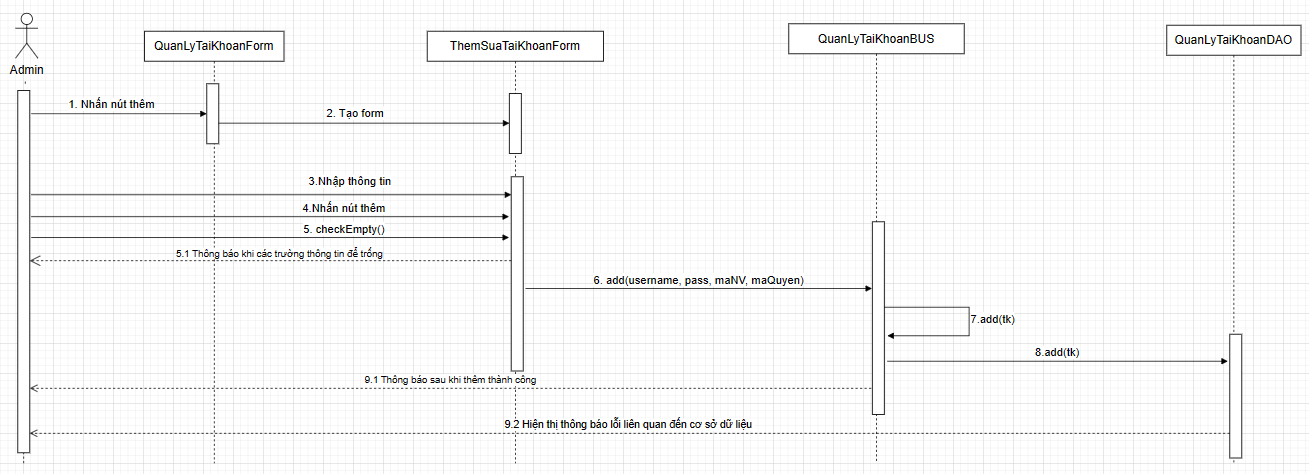 Admin
QuanLyTaiKhoanForm
ThemSuaTaiKhoanForm
QuanLyTaiKhoanBUS
QuanLyTaiKhoanDAO
1. Nhấn nút thêm
2. Tạo form
3.Nhập thông tin
4.Nhấn nút thêm
5. checkEmpty()
5.1 Thông báo khi các trường thông tin để trống
6. add(username, pass, maNV, maQuyen)
7.add(tk)
8.add(tk)
9.1 Thông báo sau khi thêm thành công
9.2 Hiện thị thông báo lỗi liên quan đến cơ sở dữ liệu